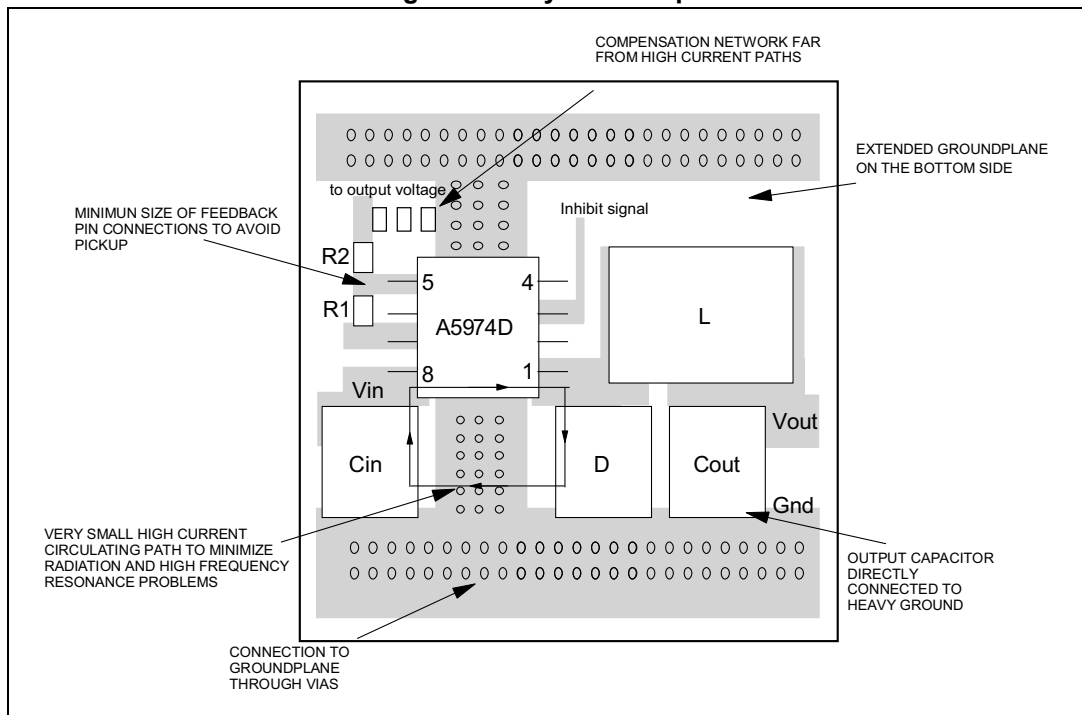 COMPENSATION NETWORK FAR
FROM HIGH CURRENT PATHS
EXTENDED GROUNDPLANE
ON THE BOTTOM SIDE
to output voltage
Inhibit signal
MINIMUN SIZE OF FEEDBACK
PIN CONNECTIONS TO AVOID
PICKUP
R2
5
4
R1
A5974D
L
8
1
Vin
Vout
Cin
D
Cout
Gnd
VERY SMALL HIGH CURRENT
CIRCULATING PATH TO MINIMIZE
RADIATION AND HIGH FREQUENCY
RESONANCE PROBLEMS
OUTPUT CAPACITOR
DIRECTLY
CONNECTED TO
HEAVY GROUND
CONNECTION TO
GROUNDPLANE
THROUGH VIAS